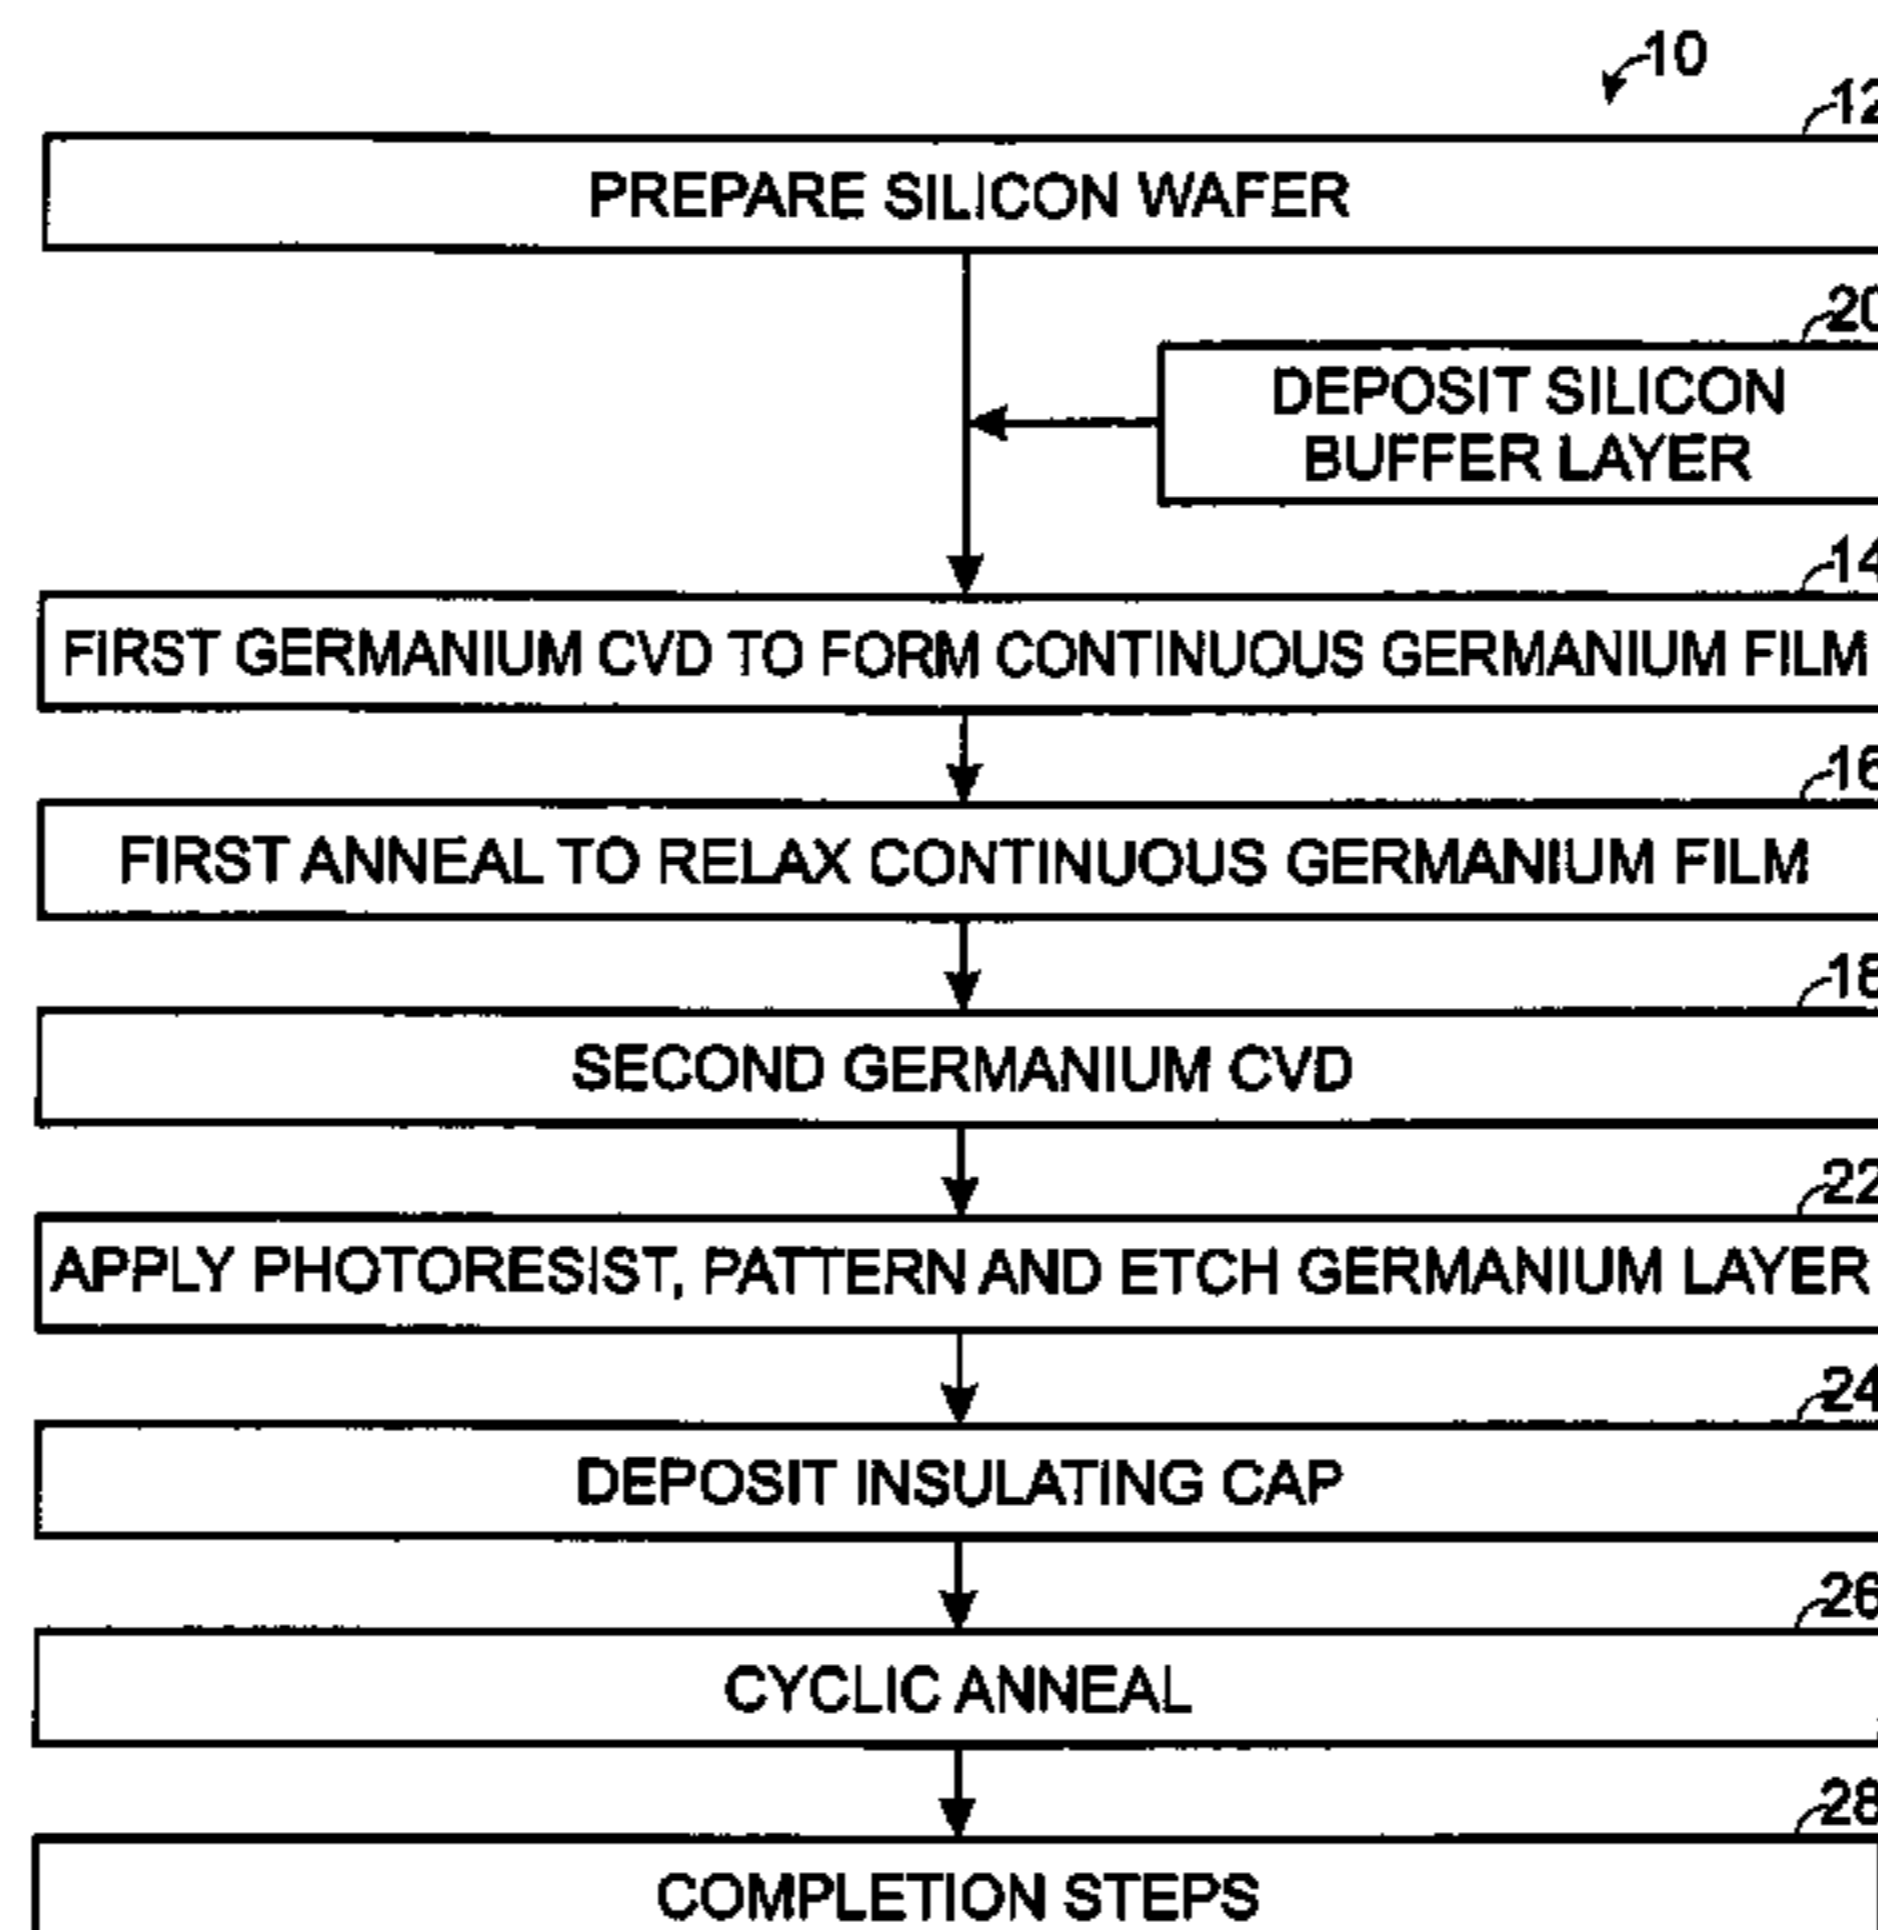 10
12
PREPARE SILICON WAFER
20
DEPOSIT SILICON
BUFFER LAYER
14
FIRST GERMANIUM CVD TO FORM CONTINUOUS GERMANIUM FILM
16
FIRST ANNEAL TO RELAX CONTINUOUS GERMANIUM FILM
18
SECOND GERMANIUM CVD
22
APPLY PHOTORESIST, PATTERN AND ETCH GERMANIUM LAYER
24
DEPOSIT INSULATING CAP
26
CYCLIC ANNEAL
28
COMPLETION STEPS